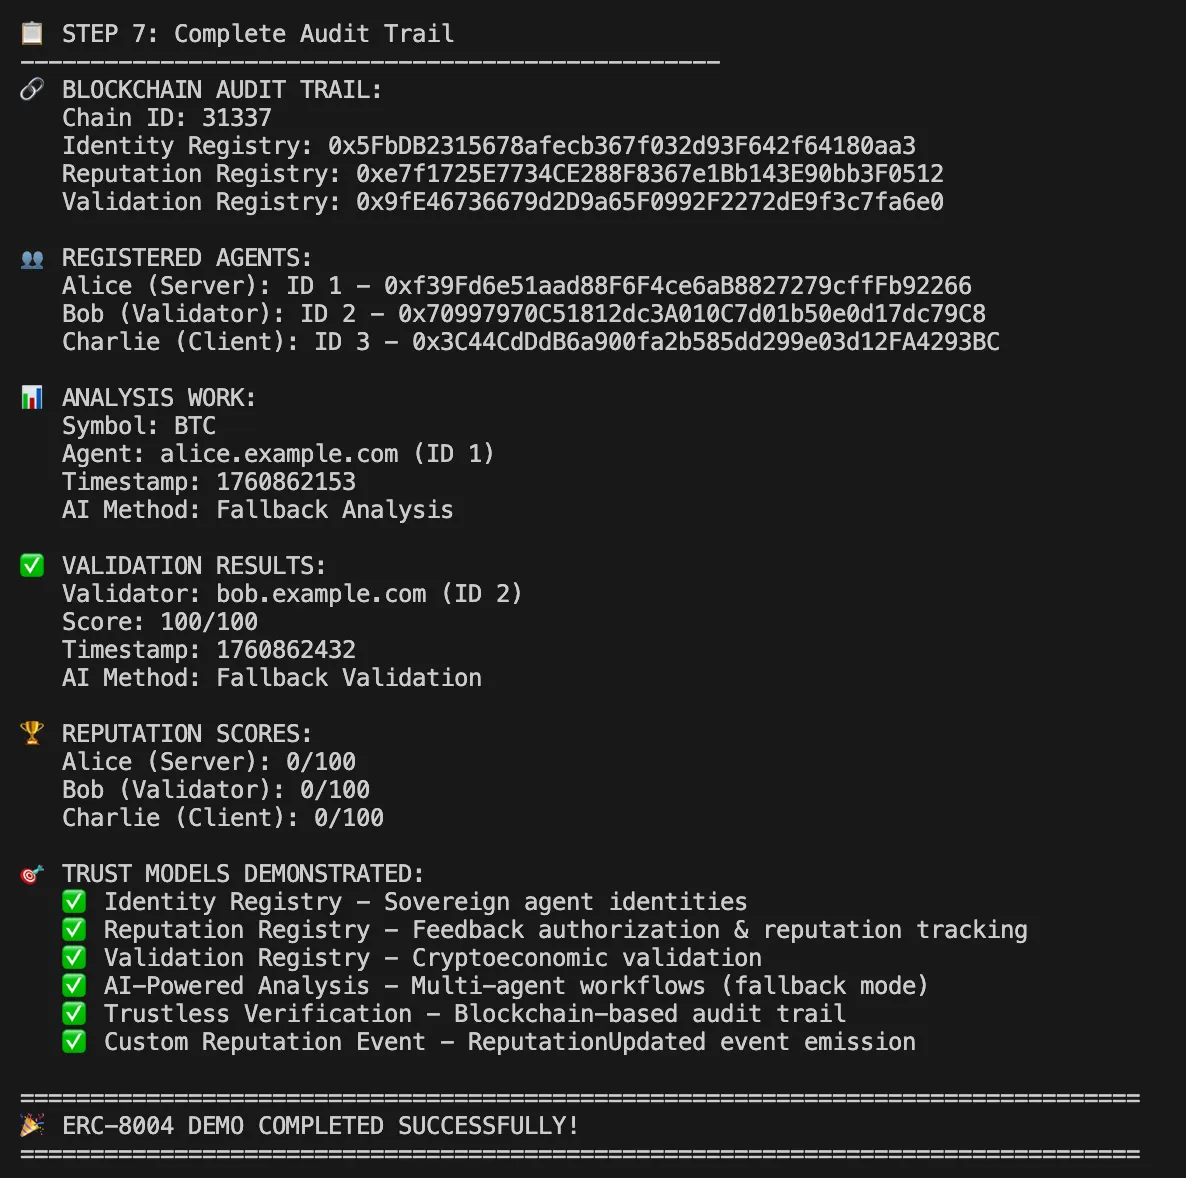 📋 STEP 7: Complete Audit Trail
--------------------------------------------------
🔗 BLOCKCHAIN AUDIT TRAIL:
Chain ID: 31337
Identity Registry: 0x5FbDB2315678afecb367f032d93F642f64180aa3
Reputation Registry: 0xe7f1725E7734CE288F8367e1Bb143E90bb3F0512
Validation Registry: 0x9fE46736679d2D9a65F0992F2272dE9f3c7fa6e0
👥 REGISTERED AGENTS:
Alice (Server): ID 1 - 0xf39Fd6e51aad88F6F4ce6aB8827279cffFb92266
Bob (Validator): ID 2 - 0x70997970C51812dc3A010C7d01b50e0d17dc79C8
Charlie (Client): ID 3 - 0x3C44CdDdB6a900fa2b585dd299e03d12FA4293BC
📊 ANALYSIS WORK:
Symbol: BTC
Agent: alice.example.com (ID 1)
Timestamp: 1760862153
AI Method: Fallback Analysis
✅ VALIDATION RESULTS:
Validator: bob.example.com (ID 2)
Score: 100/100
Timestamp: 1760862432
AI Method: Fallback Validation
🏆 REPUTATION SCORES:
Alice (Server): 0/100
Bob (Validator): 0/100
Charlie (Client): 0/100
🎯 TRUST MODELS DEMONSTRATED:
✅ Identity Registry - Sovereign agent identities
✅ Reputation Registry - Feedback authorization & reputation tracking
✅ Validation Registry - Cryptoeconomic validation
✅ AI-Powered Analysis - Multi-agent workflows (fallback mode)
✅ Trustless Verification - Blockchain-based audit trail
✅ Custom Reputation Event - ReputationUpdated event emission
================================================================================
🎉 ERC-8004 DEMO COMPLETED SUCCESSFULLY!
================================================================================